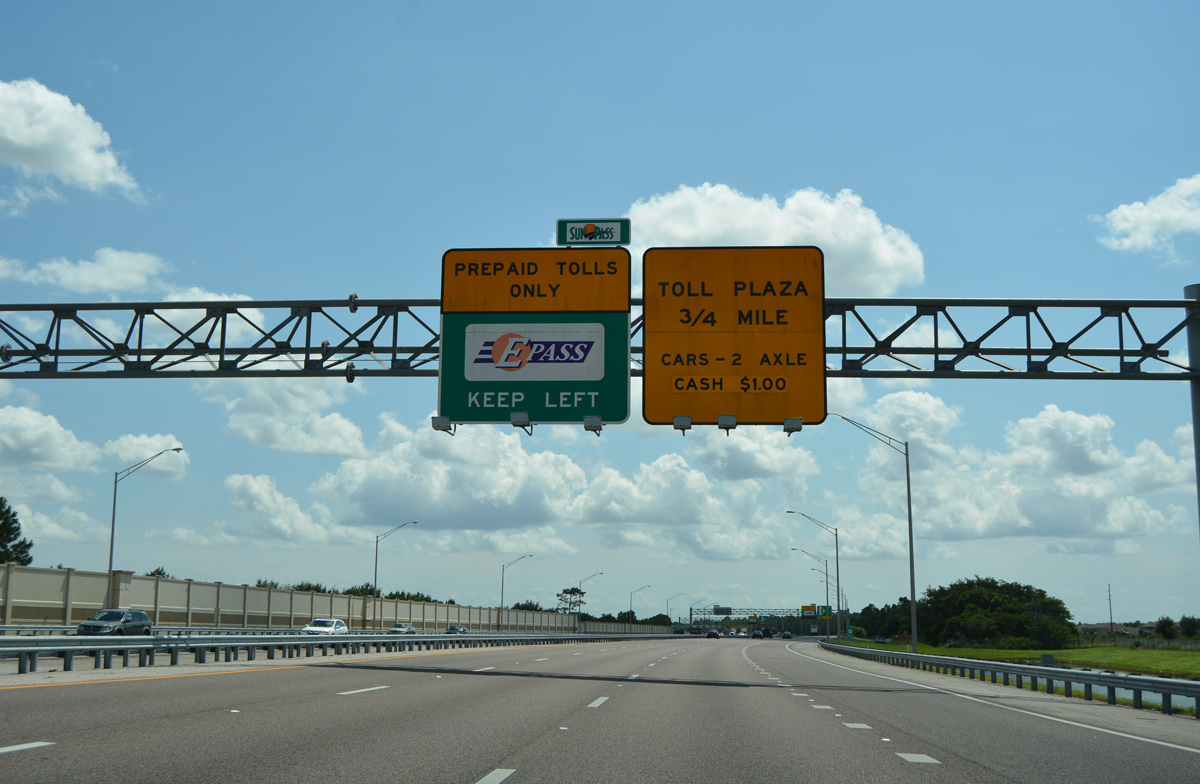 SUNPASS
PREPAID TOLLS
ONLY
EPASS
KEEP LEFT
TOLL PLAZA
3/4 MILE
CARS - 2 AXLE
CASH $1.00